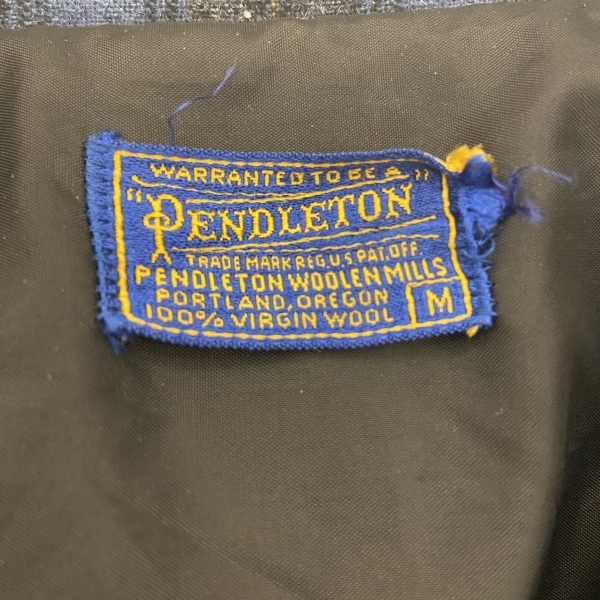 WARRANTED TO BE A
"PENDLETON"
TRADE MARK REG. U.S. PAT. OFF.
PENDLETON WOOLEN MILLS
PORTLAND, OREGON
100% VIRGIN WOOL
M